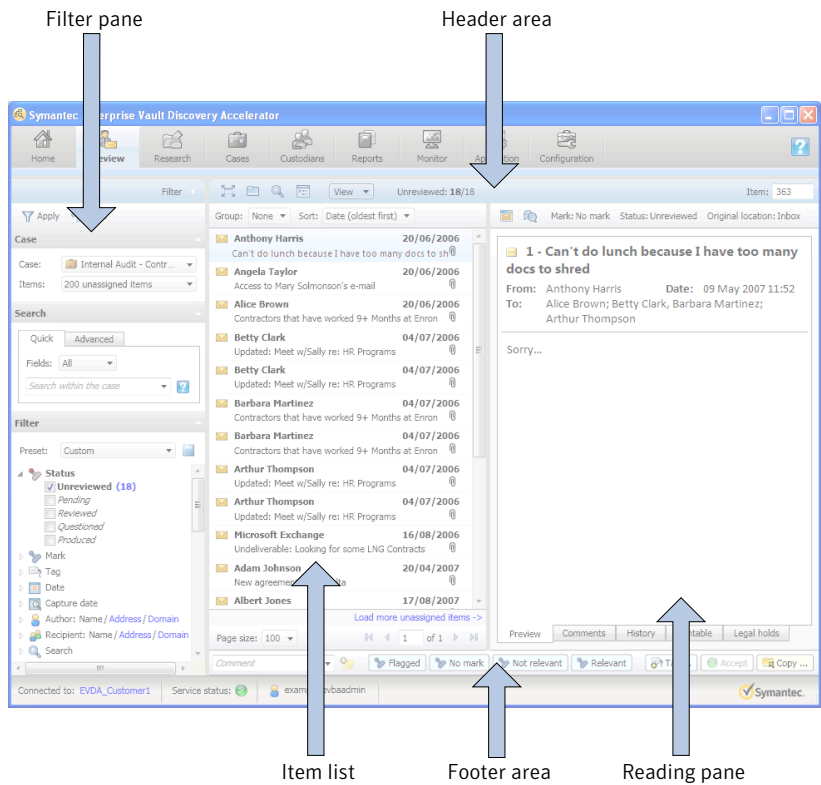 Filter pane
Header area
Symantec Enterprise Vault Discovery Accelerator
Home Review Research Cases Custodians Reports Monitor Application Configuration
Filter View Unreviewed: 18/18 Item: 363
Apply
Group: None Sort: Date (oldest first)
Mark: No mark Status: Unreviewed Original location: Inbox
Case
Case: Internal Audit - Contr...
Items: 200 unassigned items
Search
Quick Advanced
Fields: All
Search within the case
Filter
Preset: Custom
Status
Unreviewed (18)
Pending
Reviewed
Questioned
Produced
Mark
Tag
Date
Capture date
Author: Name / Address / Domain
Recipient: Name / Address / Domain
Search
Anthony Harris 20/06/2006
Can't do lunch because I have too many docs to sh
Angela Taylor 20/06/2006
Access to Mary Solmonson's e-mail
Alice Brown 20/06/2006
Contractors that have worked 9+ Months at Enron
Betty Clark 04/07/2006
Updated: Meet w/Sally re: HR Programs
Betty Clark 04/07/2006
Updated: Meet w/Sally re: HR Programs
Barbara Martinez 04/07/2006
Contractors that have worked 9+ Months at Enron
Barbara Martinez 04/07/2006
Contractors that have worked 9+ Months at Enron
Arthur Thompson 04/07/2006
Updated: Meet w/Sally re: HR Programs
Arthur Thompson 04/07/2006
Updated: Meet w/Sally re: HR Programs
Microsoft Exchange 16/08/2006
Undeliverable: Looking for some LNG Contracts
Adam Johnson 20/04/2007
New agreement
Albert Jones 17/08/2007
Load more unassigned items ->
Page size: 100 1 of 1
1 - Can't do lunch because I have too many
docs to shred
From: Anthony Harris Date: 09 May 2007 11:52
To: Alice Brown; Betty Clark, Barbara Martinez;
Arthur Thompson
Sorry...
Preview Comments History Printable Legal holds
Comment Flagged No mark Not relevant Relevant Accept Copy ...
Connected to: EVDA_Customer1 Service status:
Symantec.
Item list
Footer area
Reading pane